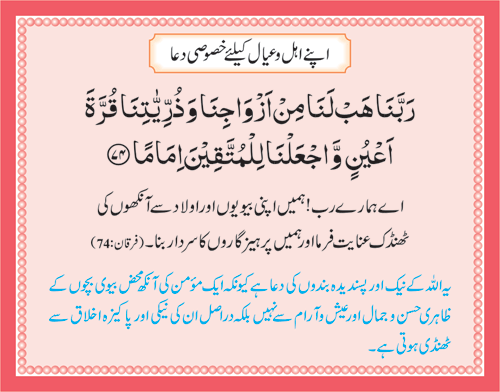 اپنے اہل و عیال کیلئے خصوصی دعا
رَبَّنَا هَبْ لَنَا مِنْ اَزْوَاجِنَا وَ ذُرِّیّٰتِنَا قُرَّةَ
اَعْیُنٍ وَّ اجْعَلْنَا لِلْمُتَّقِیْنَ اِمَامًا ﴿۷۴﴾
اے ہمارے رب! ہمیں اپنی بیویوں اور اولاد سے آنکھوں کی
ٹھنڈک عنایت فرما اور ہمیں پرہیزگاروں کا سردار بنا۔ (فرقان:74)
یہ اللہ کے نیک اور پسندیدہ بندوں کی دعا ہے کیونکہ ایک مؤمن کی آنکھ محض بیوی بچوں کے
ظاہری حسن و جمال اور عیش و آرام سے نہیں بلکہ دراصل ان کی نیکی اور پاکیزہ اخلاق سے
ٹھنڈی ہوتی ہے۔